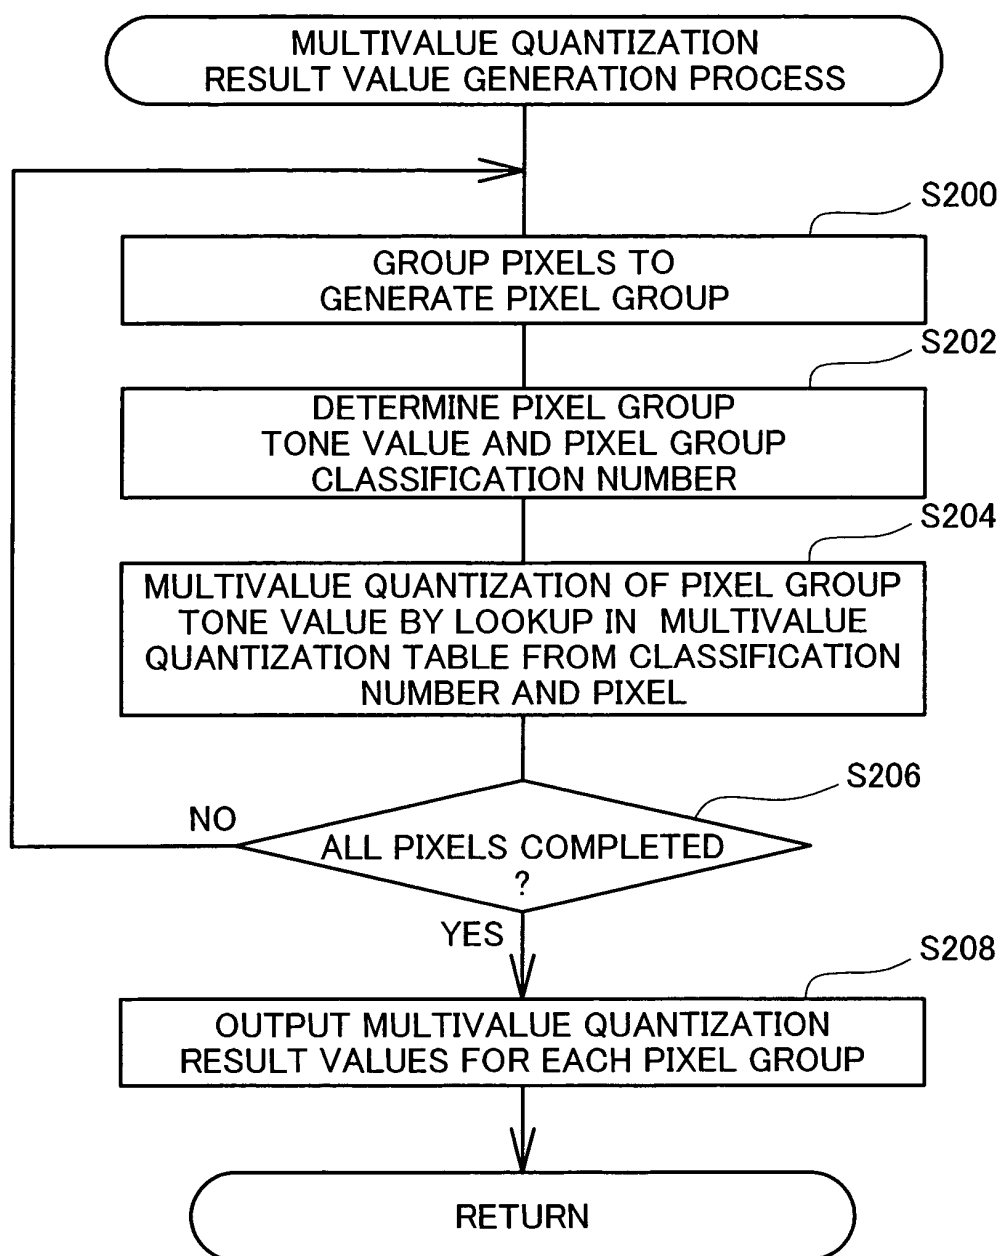 MULTIVALUE QUANTIZATION
RESULT VALUE GENERATION PROCESS
S200
GROUP PIXELS TO
GENERATE PIXEL GROUP
S202
DETERMINE PIXEL GROUP
TONE VALUE AND PIXEL GROUP
CLASSIFICATION NUMBER
S204
MULTIVALUE QUANTIZATION OF PIXEL GROUP
TONE VALUE BY LOOKUP IN MULTIVALUE
QUANTIZATION TABLE FROM CLASSIFICATION
NUMBER AND PIXEL
S206
NO
ALL PIXELS COMPLETED
?
YES
S208
OUTPUT MULTIVALUE QUANTIZATION
RESULT VALUES FOR EACH PIXEL GROUP
RETURN